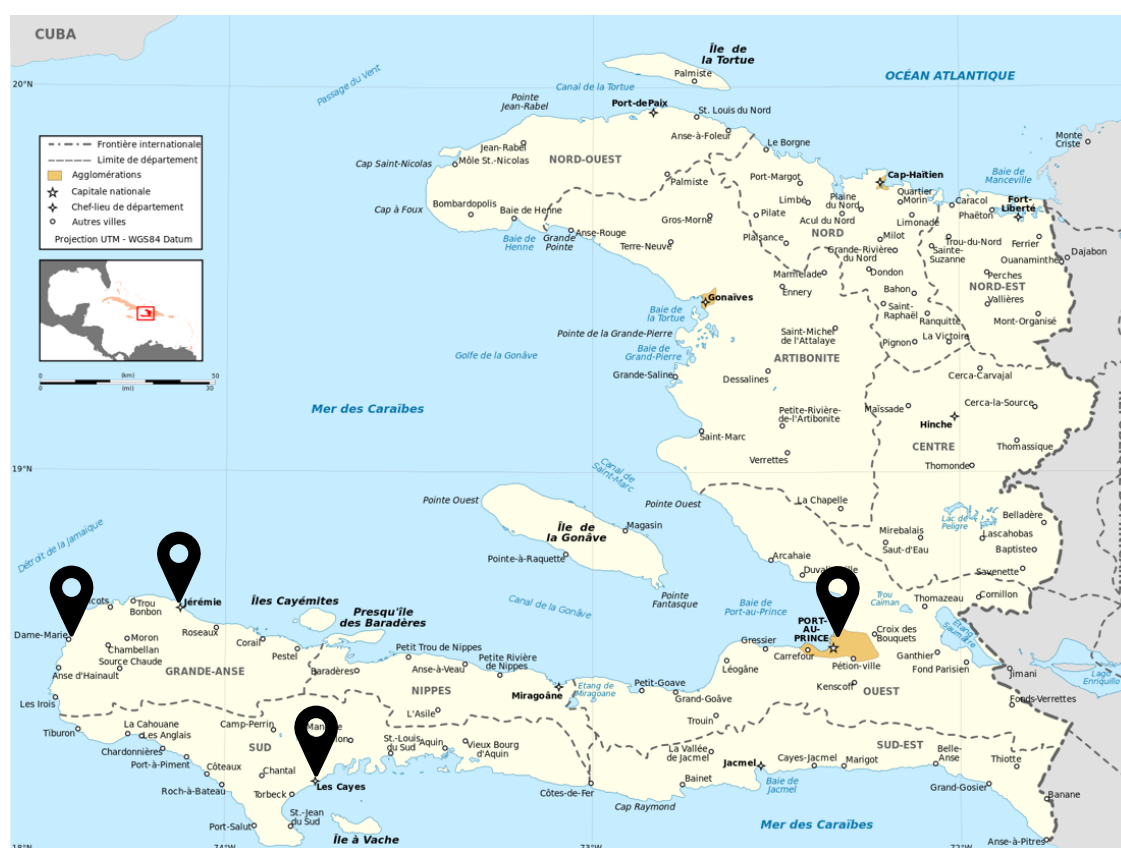 CUBA
Île de
la Tortue
Palmiste
OCÉAN ATLANTIQUE
20°N
Passage du Vent
Canal de la Tortue
Pointe
Jean-Rabel
Port-dePaix
St. Louis du Nord
Anse-à-Foleur
Le Borgne
Monte
Criste
Frontière internationale
Limite de département
Agglomérations
Capitale nationale
Chef-lieu de département
Autres villes
Projection UTM - WGS84 Datum
Jean-Rabel
Cap Saint-Nicolas
Môle St.-Nicolas
NORD-OUEST
Palmiste
Port-Margot
Cap-Haïtien
Baie de
Manceville
Quartier
Morin
Plaine
du Nord
Limbé
Caracol
Fort-
Liberté
Phaëton
Cap à Foux
Bombardopolis
Baie de Henne
Gros-Morne
Pilate
Acul du Nord
Limonade
NORD
Baie de
Henne
Grande
Pointe
Anse-Rouge
Terre-Neuve
Plaisance
Milot
Grande-Rivière
du Nord
Sainte-
Suzanne
Trou-du-Nord
Ferrier
Ouanaminthe
Dajabon
Marmelade
Dondon
Perches
NORD-EST
Gonaïves
Ennery
Bahon
Vallières
Baie de
la Tortue
Saint-
Raphaël
Ranquitte
Mont-Organisé
Pointe de la Grande-Pierre
Saint-Michel
de l'Attalaye
La Victoire
Pignon
Golfe de la Gonâve
Baie de
Grand-Pierre
ARTIBONITE
Grande-Saline
Dessalines
Cerca-Carvajal
(km)
50
0
(mi)
30
Mer des Caraïbes
Petite-Rivière-
de-l'Artibonite
Maïssade
Cerca-la-Source
Hinche
Saint-Marc
CENTRE
Thomassique
Verrettes
Thomonde
19°N
Canal de
Saint-Marc
Pointe Ouest
Pointe Ouest
La Chapelle
Île de
la Gonâve
Magasin
Lac de
Peligre
Belladère
Mirebalais
Saut-d'Eau
Lascahobas
Baptiste
Détroit de la Jamaïque
Pointe-à-Raquette
Arcahaie
Savenette
Pointe
Fantasque
Trou
Caïman
Thomazeau
Cornillon
Jérémie
Trou
Bonbon
Îles Cayémites
Canal de la Gonâve
Baie de
Port-au-Prince
Presqu'île
des Baradères
Dame-Marie
Roseaux
PORT-
AU-
PRINCE
Croix des
Bouquets
Etang
Saumâtre
Moron
Chambellan
Corail
Petit Trou de Nippes
Gressier
Carrefour
Source Chaude
Pestel
Petite Rivière
de Nippes
Ganthier
Fond Parisien
Pétion-ville
Anse d'Hainault
GRANDE-ANSE
Baradères
Anse-à-Veau
Léogâne
Jimani
Lago
Enriquillo
Kenscoff
OUEST
NIPPES
Miragoâne
Etang de
Miragoane
Petit-Goave
Grand-Goâve
Fonds-Verrettes
Les Irois
L'Asile
Trouin
Tiburon
La Cahouane
Les Anglais
Camp-Perrin
SUD
St.-Louis
du Sud
Aquin
Vieux Bourg
d'Aquin
La Vallée
de Jacmel
SUD-EST
Chardonnières
Port-à-Piment
Côteaux
Chantal
Jacmel
Cayes-Jacmel
Marigot
Belle-
Anse
Thiotte
Roch-à-Bateau
Torbeck
Les Cayes
Côtes-de-Fer
Bainet
Baie de
Jacmel
Grand-Gosier
Banane
Cap Raymond
Port-Salut
St.-Jean
du Sud
Île à Vache
Mer des Caraïbes
Anse-à-Pitres
74°W
73°W
72°W